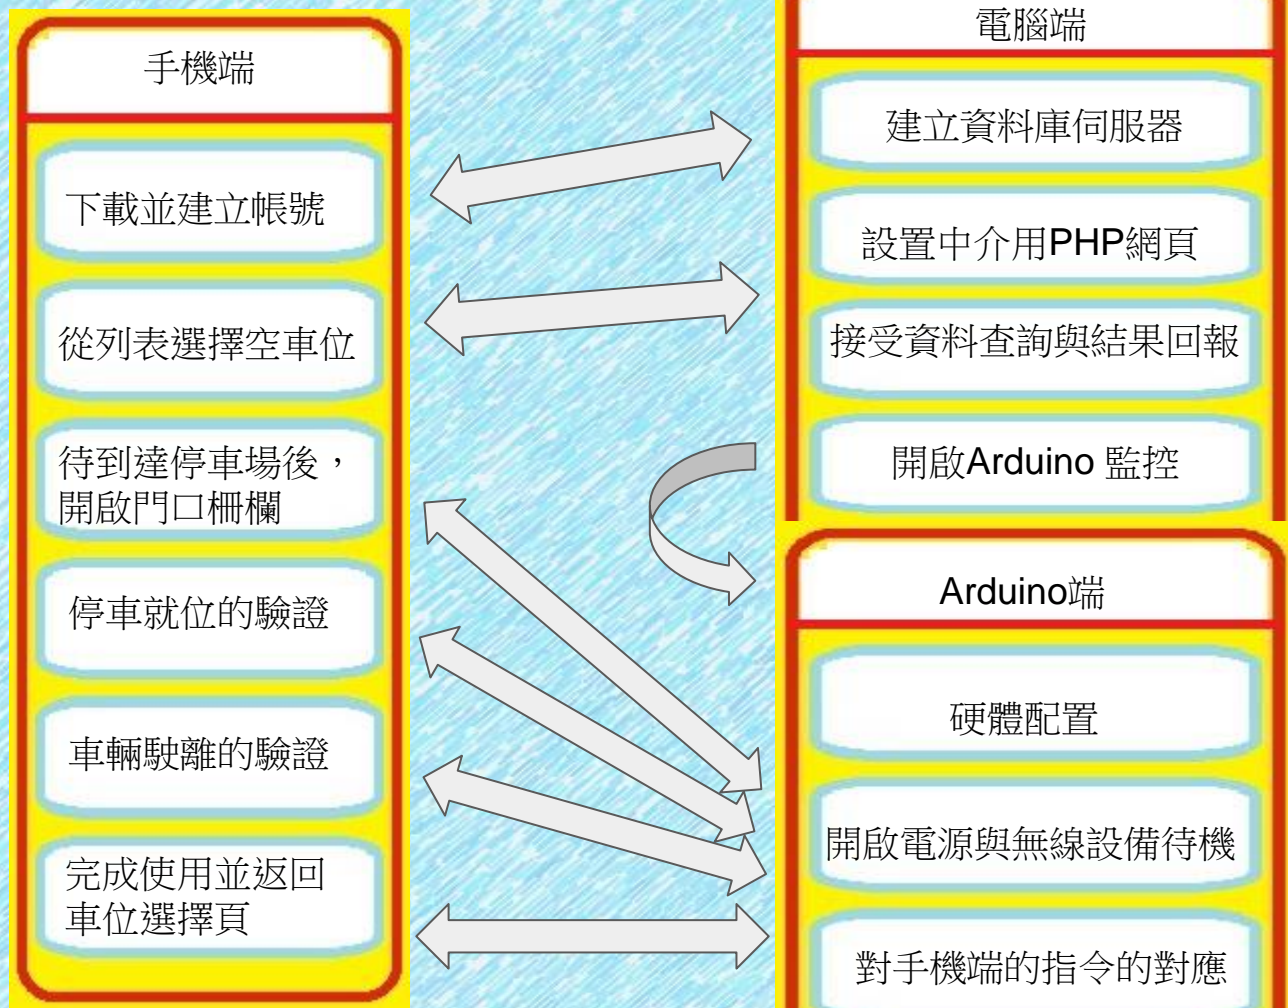 手機端
下載並建立帳號
從列表選擇空車位
待到達停車場後，
開啟門口柵欄
停車就位的驗證
車輛駛離的驗證
完成使用並返回
車位選擇頁
電腦端
建立資料庫伺服器
設置中介用PHP網頁
接受資料查詢與結果回報
開啟Arduino 監控
Arduino端
硬體配置
開啟電源與無線設備待機
對手機端的指令的對應